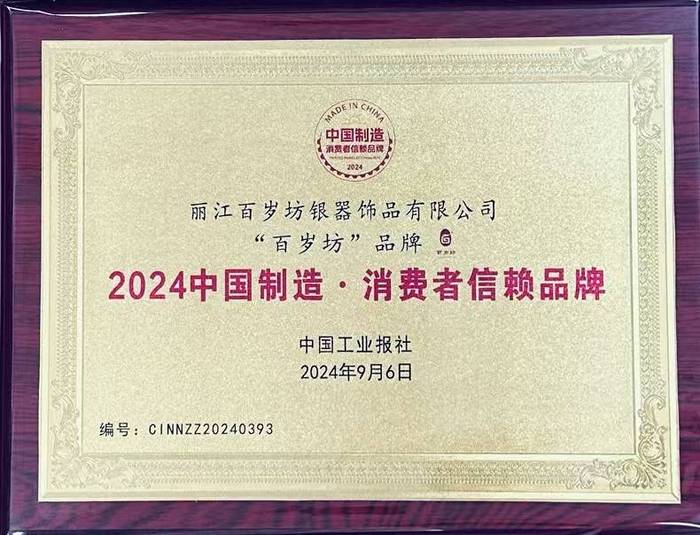 MADE IN CHINA
中国制造
消费者信赖品牌
2024
丽江百岁坊银器饰品有限公司
“百岁坊”品牌
百岁坊
2024中国制造·消费者信赖品牌
中国工业报社
2024年9月6日
编号：CINNZZ20240393